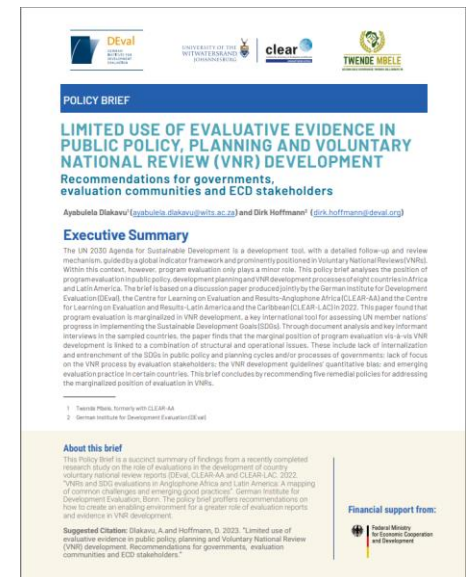 DEval
UNIVERSITY OF THE
WITWATERSRAND
JOHANNESBURG
clear
TWENDE MBELE
POLICY BRIEF
LIMITED USE OF EVALUATIVE EVIDENCE IN
PUBLIC POLICY, PLANNING AND VOLUNTARY
NATIONAL REVIEW (VNR) DEVELOPMENT
Recommendations for governments,
evaluation communities and ECD stakeholders
Ayabulela Dlakavu¹ (ayabulela.dlakavu@wits.ac.za) and Dirk Hoffmann² (dirk.hoffmann@deval.org)
Executive Summary
The UN 2030 Agenda for Sustainable Development is a development tool, with a detailed follow-up and review
mechanism, guided by a global indicator framework and prominently positioned in Voluntary National Reviews (VNRs).
Within this context, however, program evaluation only plays a minor role. This policy brief analyses the position of
program evaluation in public policy, development planning and VNR development processes of eight countries in Africa
and Latin America. The brief is based on a discussion paper produced jointly by the German Institute for Development
Evaluation (DEval), the Centre for Learning on Evaluation and Results-Anglophone Africa (CLEAR-AA) and the Centre
for Learning on Evaluation and Results-Latin America and the Caribbean (CLEAR-LAC) in 2022. This paper found that
program evaluation is marginalized in VNR development, a key international tool for assessing UN member nations'
progress in implementing the Sustainable Development Goals (SDGs). Through document analysis and key informant
interviews in the sampled countries, the paper finds that the marginal position of program evaluation vis-à-vis VNR
development is linked to a combination of structural and operational issues. These include lack of internalization
and entrenchment of the SDGs in public policy and planning cycles and/or processes of governments; lack of focus
on the VNR process by evaluation stakeholders; the VNR development guidelines' quantitative bias; and emerging
evaluation practice in certain countries. This brief concludes by recommending five remedial policies for addressing
the marginalized position of evaluation in VNRs.
1 Twende Mbele, formerly with CLEAR-AA
2 German Institute for Development Evaluation (DEval)
About this brief
This Policy Brief is a succinct summary of findings from a recently completed
research study on the role of evaluations in the development of country
voluntary national review reports (DEval, CLEAR-AA and CLEAR-LAC. 2022.
"VNRs and SDG evaluations in Anglophone Africa and Latin America: A mapping
of common challenges and emerging good practices". German Institute for
Development Evaluation, Bonn. The policy brief proffers recommendations on
how to create an enabling environment for a greater role of evaluation reports
and evidence in VNR development.
Suggested Citation: Dlakavu, A and Hoffmann, D. 2023. "Limited use of
evaluative evidence in public policy, planning and Voluntary National Review
(VNR) development. Recommendations for governments, evaluation
communities and ECD stakeholders."
Financial support from:
Federal Ministry
for Economic Cooperation
and Development